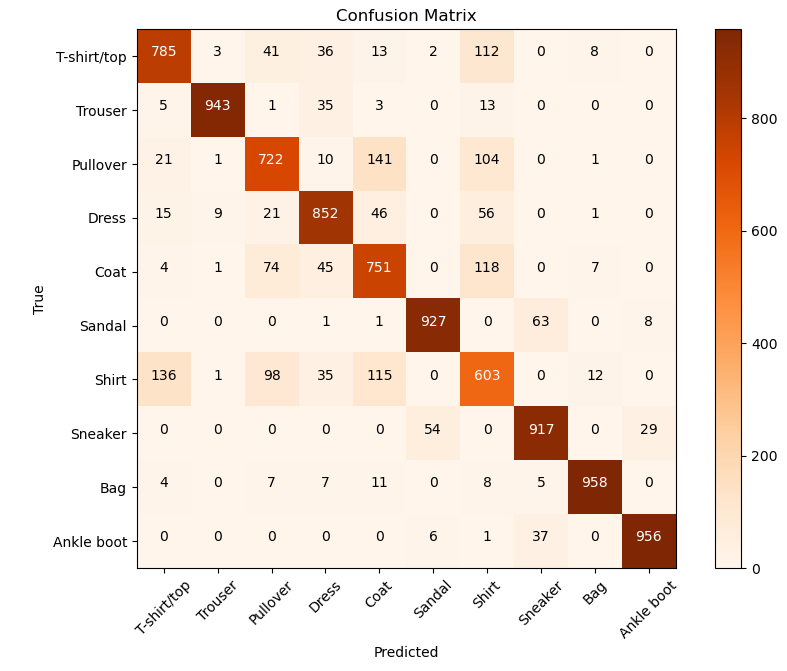 Confusion Matrix
T-shirt/top 785 3 41 36 13 2 112 0 8 0
Trouser 5 943 1 35 3 0 13 0 0 0
Pullover 21 1 722 10 141 0 104 0 1 0
Dress 15 9 21 852 46 0 56 0 1 0
Coat 4 1 74 45 751 0 118 0 7 0
Sandal 0 0 0 1 1 927 0 63 0 8
Shirt 136 1 98 35 115 0 603 0 12 0
Sneaker 0 0 0 0 0 54 0 917 0 29
Bag 4 0 7 7 11 0 8 5 958 0
Ankle boot 0 0 0 0 0 6 1 37 0 956
True
T-shirt/top Trouser Pullover Dress Coat Sandal Shirt Sneaker Bag Ankle boot
Predicted
800
600
400
200
0